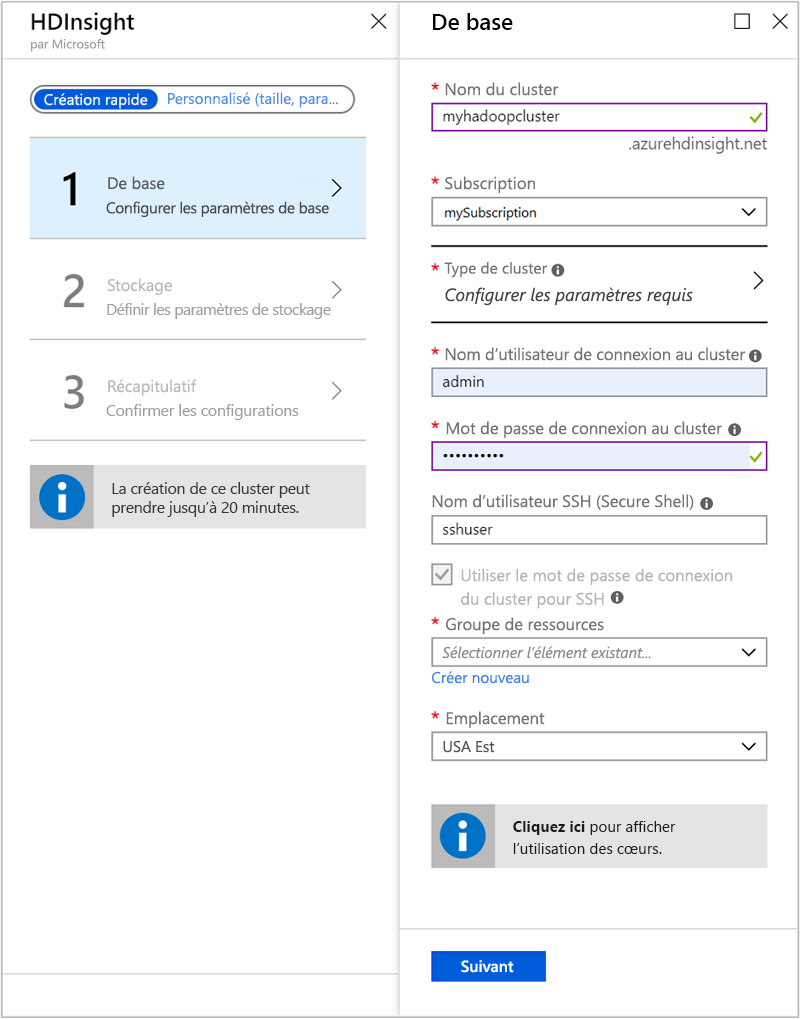 HDInsight
par Microsoft
Création rapide
Personnalisé (taille, para...
1
De base
Configurer les paramètres de base
2
Stockage
Définir les paramètres de stockage
3
Récapitulatif
Confirmer les configurations
La création de ce cluster peut
prendre jusqu’à 20 minutes.
De base
* Nom du cluster
myhadoopcluster
.azurehdinsight.net
* Subscription
mySubscription
* Type de cluster
Configurer les paramètres requis
* Nom d’utilisateur de connexion au cluster
admin
* Mot de passe de connexion au cluster
••••••••••
Nom d’utilisateur SSH (Secure Shell)
sshuser
Utiliser le mot de passe de connexion
du cluster pour SSH
* Groupe de ressources
Sélectionner l’élément existant...
Créer nouveau
* Emplacement
USA Est
Cliquez ici pour afficher
l’utilisation des cœurs.
Suivant